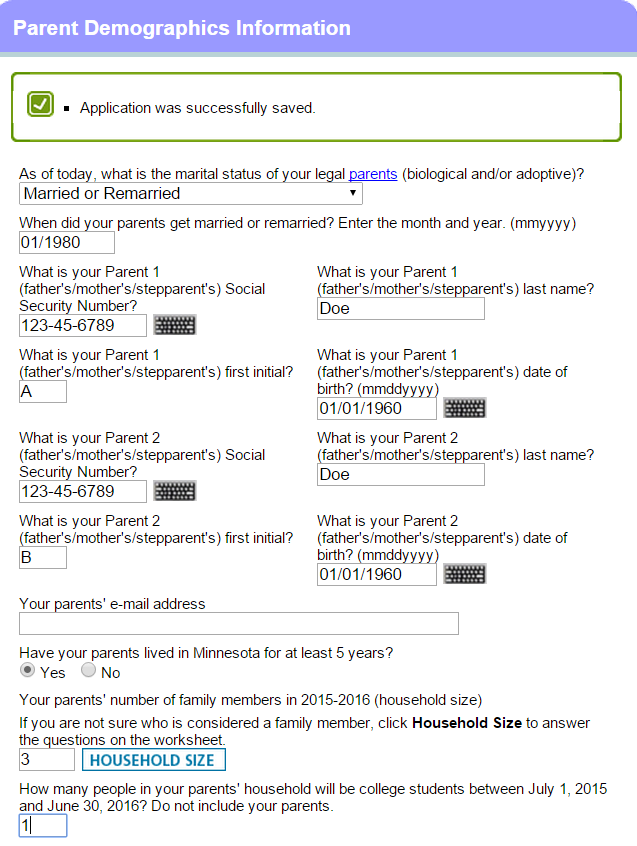 Parent Demographics Information
Application was successfully saved.
As of today, what is the marital status of your legal parents (biological and/or adoptive)?
Married or Remarried
When did your parents get married or remarried? Enter the month and year. (mmyyyy)
01/1980
What is your Parent 1
(father's/mother's/stepparent's) Social
Security Number?
123-45-6789
What is your Parent 1
(father's/mother's/stepparent's) last name?
Doe
What is your Parent 1
(father's/mother's/stepparent's) first initial?
A
What is your Parent 1
(father's/mother's/stepparent's) date of
birth? (mmddyyyy)
01/01/1960
What is your Parent 2
(father's/mother's/stepparent's) Social
Security Number?
123-45-6789
What is your Parent 2
(father's/mother's/stepparent's) last name?
Doe
What is your Parent 2
(father's/mother's/stepparent's) first initial?
B
What is your Parent 2
(father's/mother's/stepparent's) date of
birth? (mmddyyyy)
01/01/1960
Your parents' e-mail address
Have your parents lived in Minnesota for at least 5 years?
Yes No
Your parents' number of family members in 2015-2016 (household size)
If you are not sure who is considered a family member, click Household Size to answer
the questions on the worksheet.
3 HOUSEHOLD SIZE
How many people in your parents' household will be college students between July 1, 2015
and June 30, 2016? Do not include your parents.
1